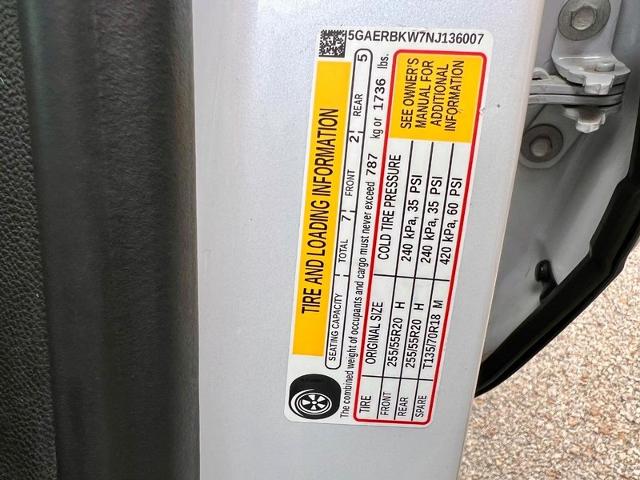 5GAERBKW7NJ136007
TIRE AND LOADING INFORMATION
SEATING CAPACITY TOTAL 7 FRONT 2 REAR 5
The combined weight of occupants and cargo must never exceed 787 kg or 1736 lbs.
TIRE ORIGINAL SIZE COLD TIRE PRESSURE
FRONT 255/55R20 H 240 kPa, 35 PSI
REAR 255/55R20 H 240 kPa, 35 PSI
SPARE T135/70R18 M 420 kPa, 60 PSI
SEE OWNER'S
MANUAL FOR
ADDITIONAL
INFORMATION